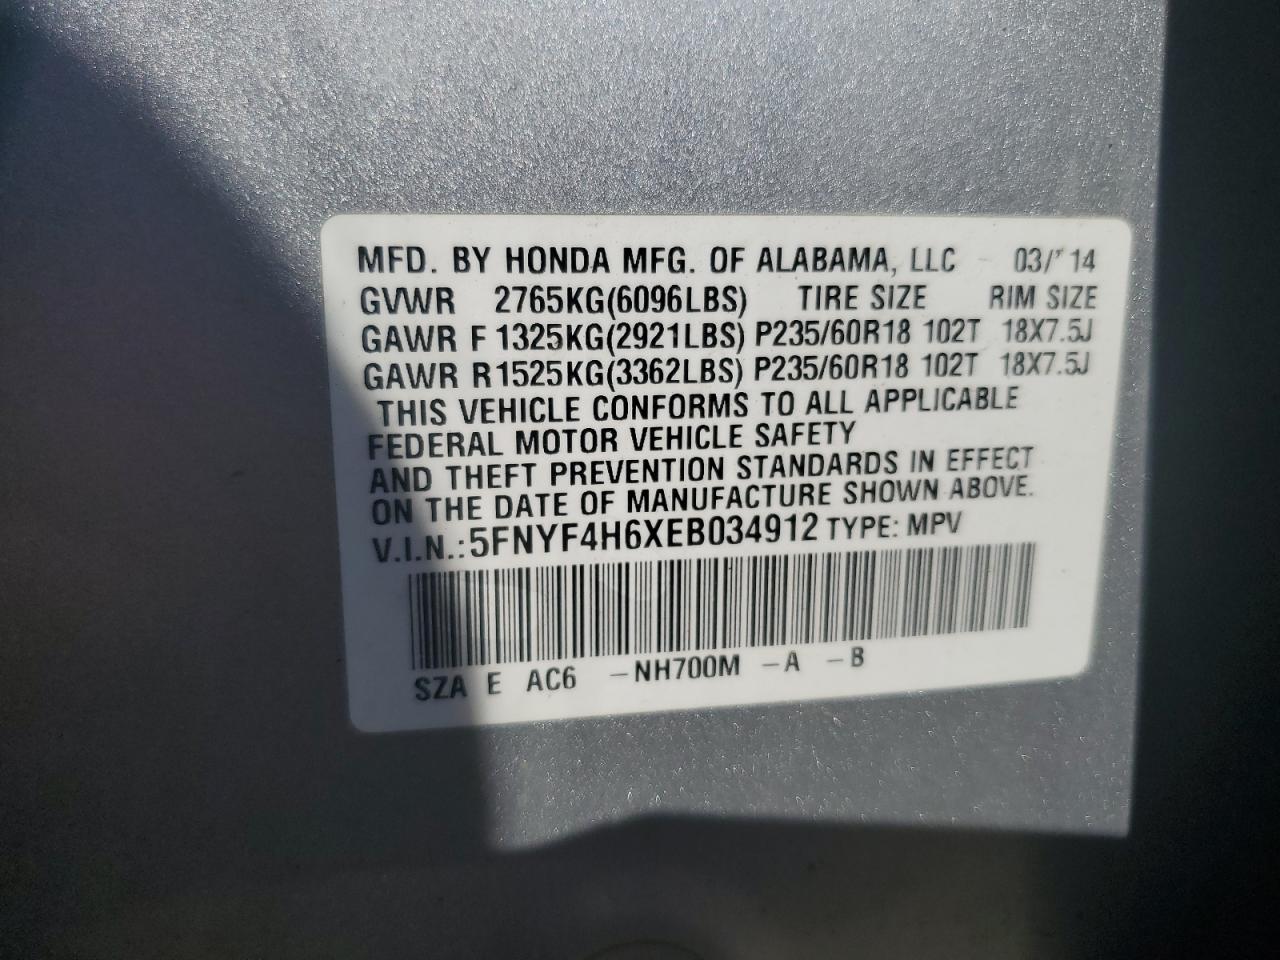 MFD. BY HONDA MFG. OF ALABAMA, LLC 03/'14
GVWR 2765KG(6096LBS) TIRE SIZE RIM SIZE
GAWR F 1325KG(2921LBS) P235/60R18 102T 18X7.5J
GAWR R 1525KG(3362LBS) P235/60R18 102T 18X7.5J
THIS VEHICLE CONFORMS TO ALL APPLICABLE
FEDERAL MOTOR VEHICLE SAFETY
AND THEFT PREVENTION STANDARDS IN EFFECT
ON THE DATE OF MANUFACTURE SHOWN ABOVE.
V.I.N.: 5FNYF4H6XEB034912 TYPE: MPV
SZA E AC6 -NH700M -A -B